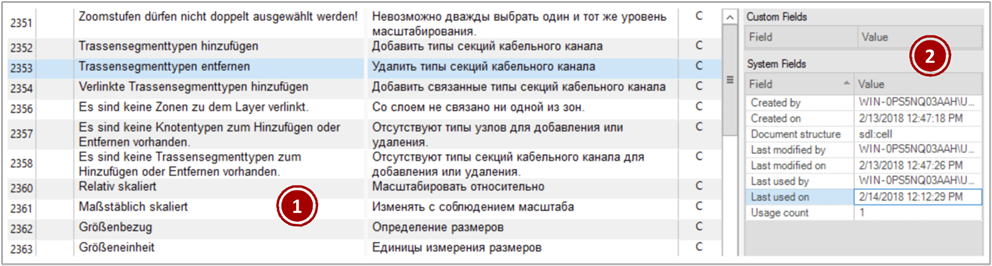 2351 Zoomstufen dürfen nicht doppelt ausgewählt werden! Невозможно дважды выбрать один и тот же уровень C
масштабирования.
2352 Trassensegmenttypen hinzufügen Добавить типы секций кабельного канала C
2353 Trassensegmenttypen entfernen Удалить типы секций кабельного канала C
2354 Verlinkte Trassensegmenttypen hinzufügen Добавить связанные типы секций кабельного канала C
2356 Es sind keine Zonen zu dem Layer verlinkt. Со слоем не связано ни одной из зон. C
2357 Es sind keine Knotentypen zum Hinzufügen oder Отсутствуют типы узлов для добавления или C
Entfernen vorhanden. удаления.
2358 Es sind keine Trassensegmenttypen zum Отсутствуют типы секций кабельного канала для C
Hinzufügen oder Entfernen vorhanden. добавления или удаления.
2360 Relativ skaliert Масштабировать относительно C
2361 Maßstäblich skaliert Изменять с соблюдением масштаба C
2362 Größenbezug Определение размеров C
2363 Größeneinheit Единицы измерения размеров C
1
Custom Fields
Field Value
2
System Fields
Field Value
Created by WIN-0PS5NQ03AAH\U...
Created on 2/13/2018 12:47:18 PM
Document structure sdl:cell
Last modified by WIN-0PS5NQ03AAH\U...
Last modified on 2/13/2018 12:47:26 PM
Last used by WIN-0PS5NQ03AAH\U...
Last used on 2/14/2018 12:12:29 PM
Usage count 1